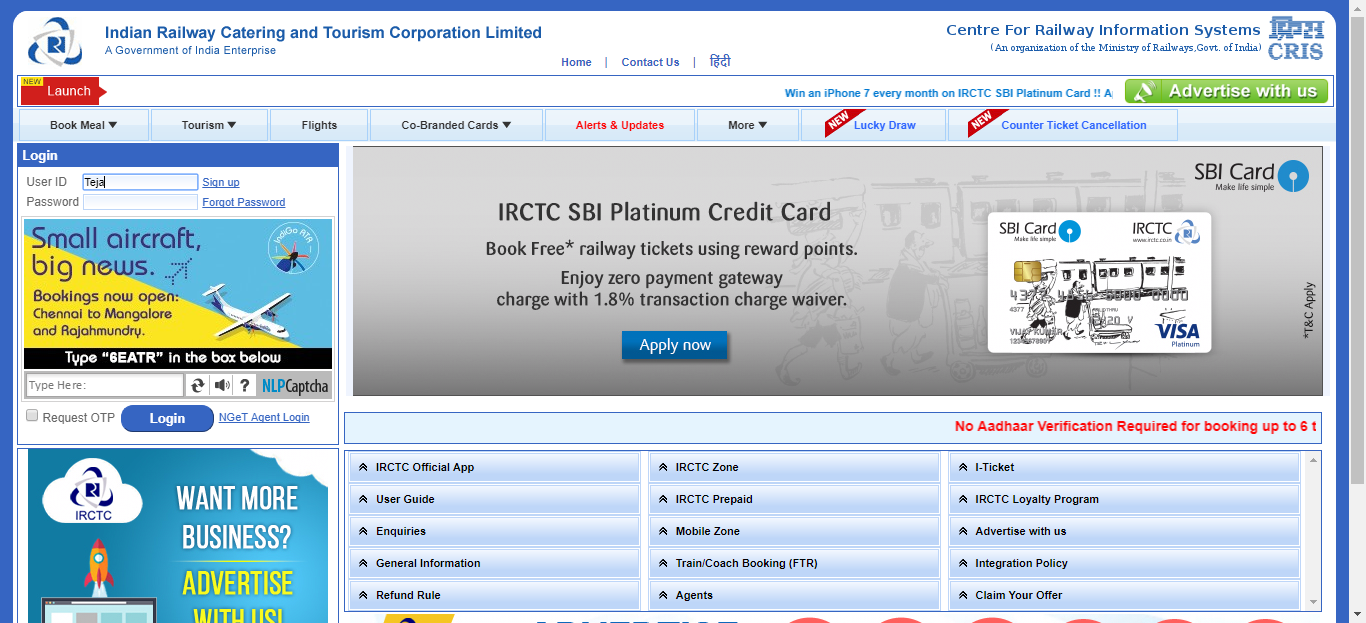 Indian Railway Catering and Tourism Corporation Limited
A Government of India Enterprise
Centre For Railway Information Systems
(An organization of the Ministry of Railways,Govt. of India)
CRIS
Home | Contact Us | हिंदी
NEW
Launch
Win an iPhone 7 every month on IRCTC SBI Platinum Card !! A
Advertise with us
Book Meal Tourism Flights Co-Branded Cards Alerts & Updates More NEW Lucky Draw NEW Counter Ticket Cancellation
Login
User ID Teja Sign up
Password Forgot Password
Small aircraft,
big news.
IndiGo ATR
Bookings now open:
Chennai to Mangalore
and Rajahmundry.
Type “6EATR” in the box below
Type Here: ? NLPCaptcha
Request OTP Login NGeT Agent Login
IRCTC SBI Platinum Credit Card
Book Free* railway tickets using reward points.
Enjoy zero payment gateway
charge with 1.8% transaction charge waiver.
Apply now
SBI Card
Make life simple
SBI Card
Make life simple
IRCTC
www.irctc.co.in
4377
VIJAY KUMAR
VISA
Platinum
*T&C Apply
No Aadhaar Verification Required for booking up to 6 t
IRCTC
WANT MORE
BUSINESS?
ADVERTISE
WITH US!
IRCTC Official App IRCTC Zone I-Ticket
User Guide IRCTC Prepaid IRCTC Loyalty Program
Enquiries Mobile Zone Advertise with us
General Information Train/Coach Booking (FTR) Integration Policy
Refund Rule Agents Claim Your Offer
ADVERTISE